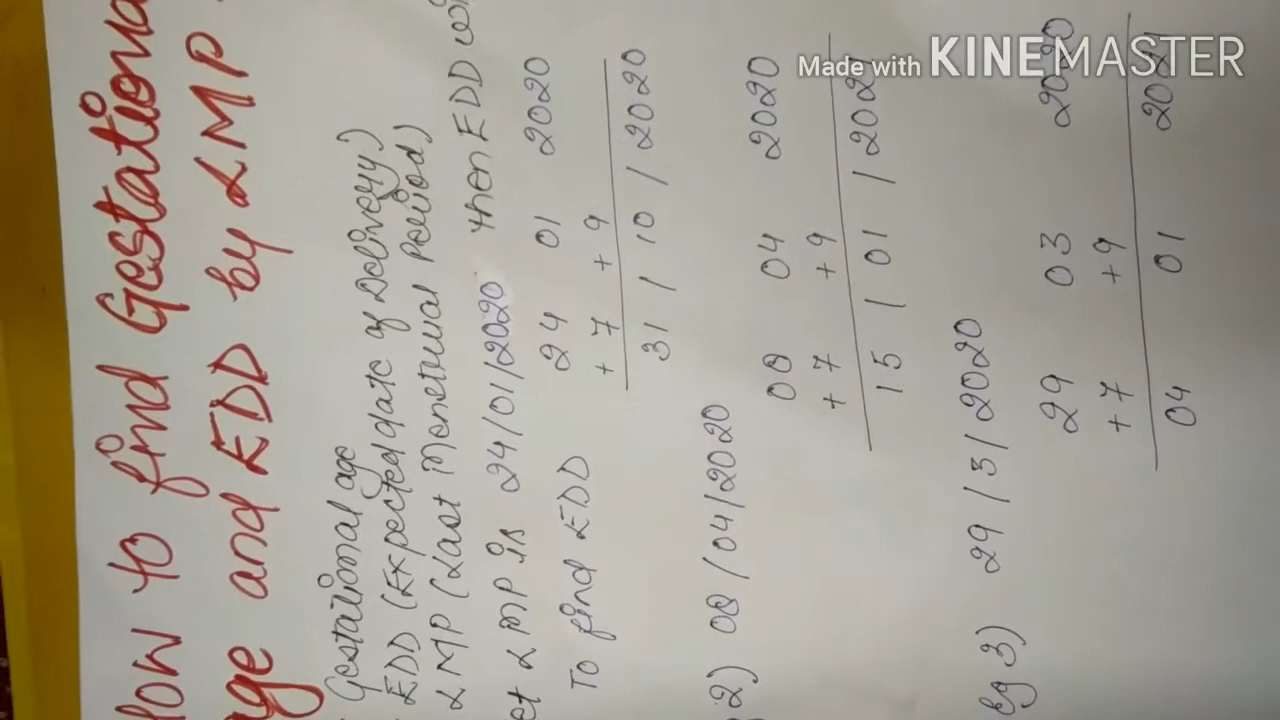 How to find Gestational
age and EDD by LMP
Gestational age
EDD (Expected date of Delivery)
LMP (Last Monetrual Period)
et LMP is 24/01/2020 then EDD wi
To find EDD
24 01 2020
+7 +9
31 / 10 / 2020
2) 08/04/2020
08 04 2020
+7 +9
15 / 01 / 202
Eg 3) 29/3/2020
29 03 2020
+7 +9
04 01 2021
Made with KINEMASTER